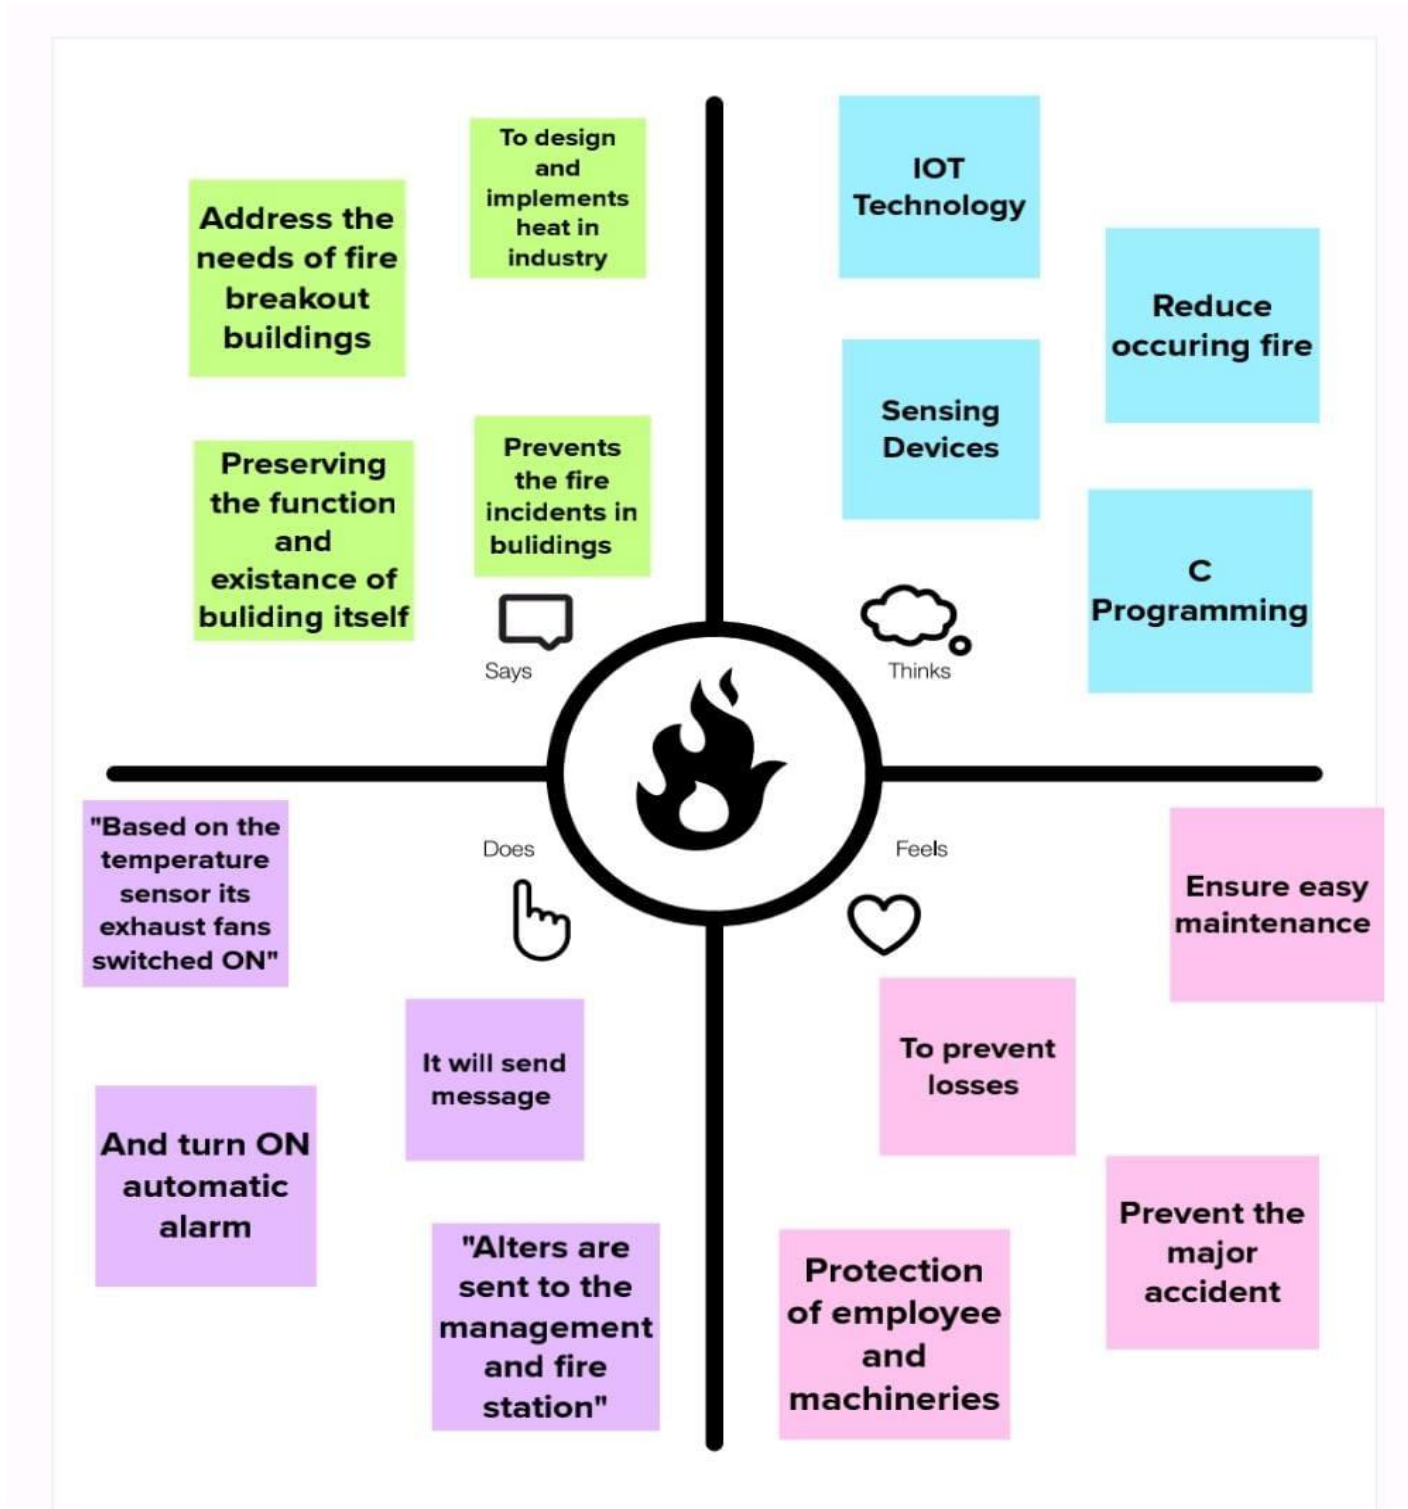 To design
and
implements
heat in
industry
Address the
needs of fire
breakout
buildings
Preserving
the function
and
existance of
buliding itself
Prevents
the fire
incidents in
bulidings
Says
IOT
Technology
Reduce
occuring fire
Sensing
Devices
C
Programming
Thinks
Does
"Based on the
temperature
sensor its
exhaust fans
switched ON"
It will send
message
And turn ON
automatic
alarm
"Alters are
sent to the
management
and fire
station"
Feels
Ensure easy
maintenance
To prevent
losses
Prevent the
major
accident
Protection
of employee
and
machineries